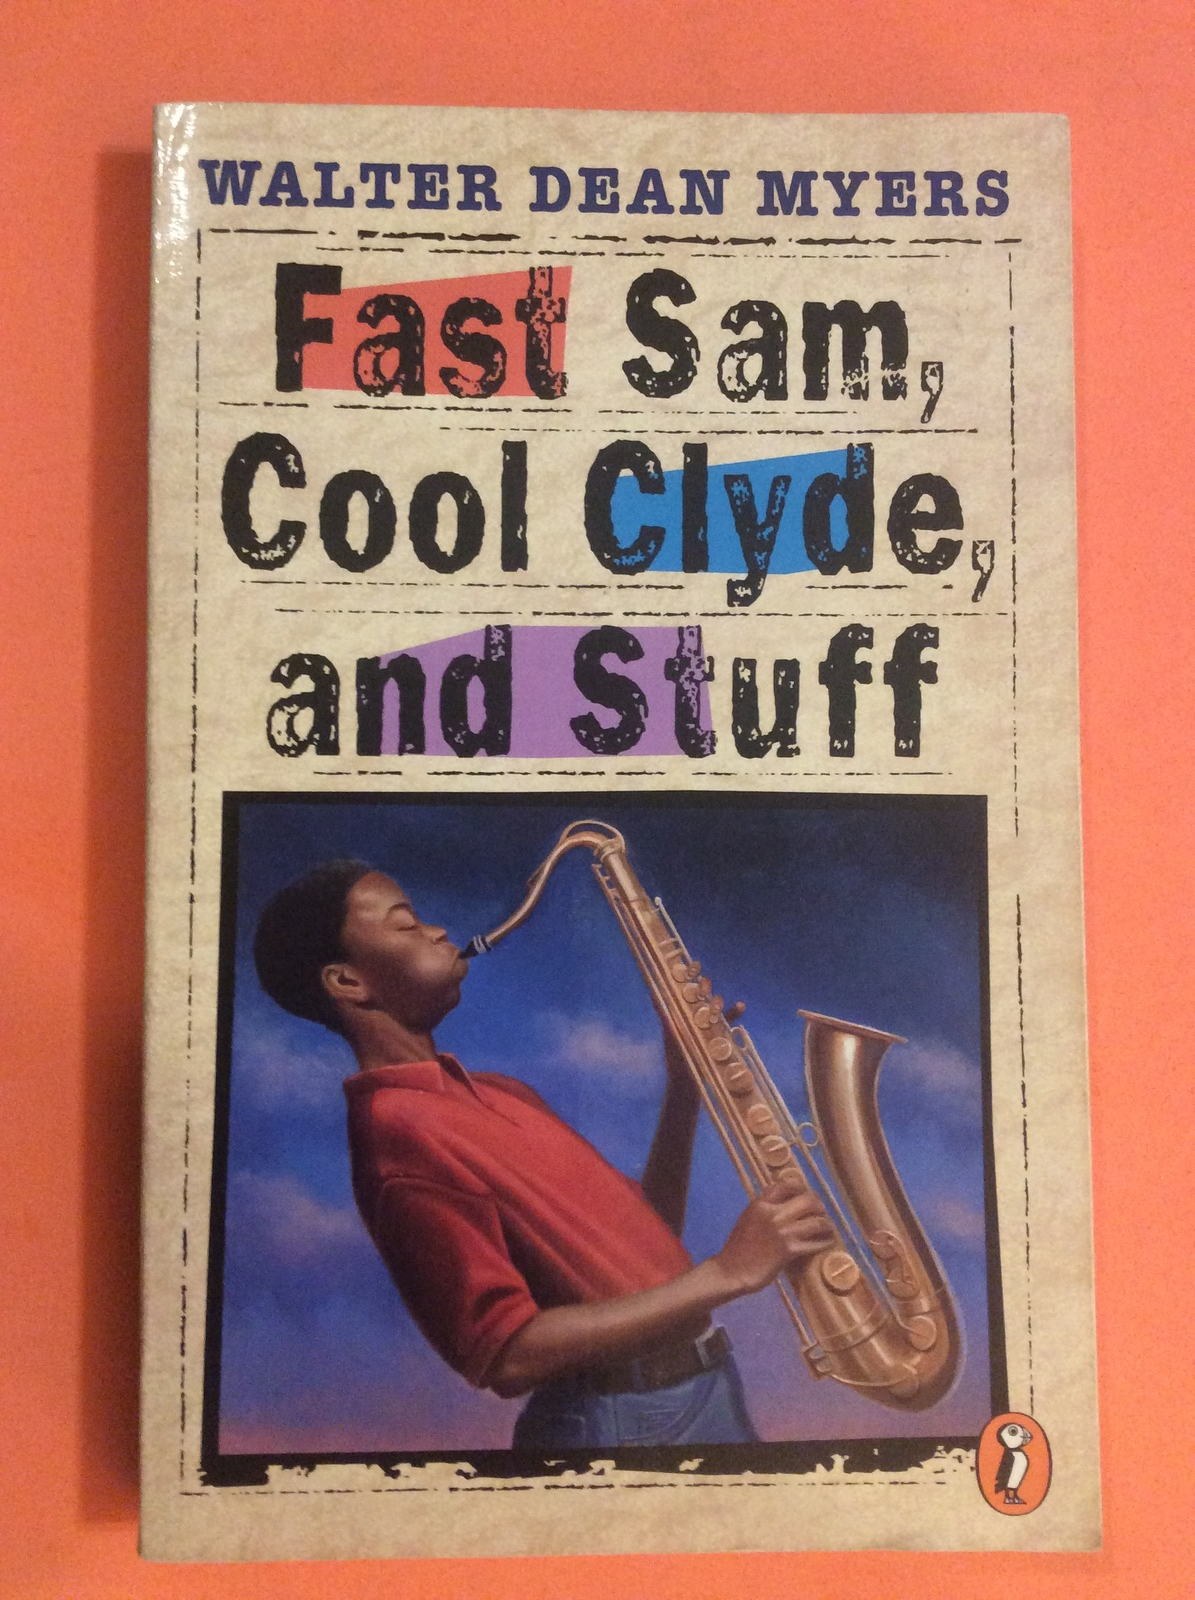 WALTER DEAN MYERS
Fast Sam,
Cool Clyde,
and Stuff